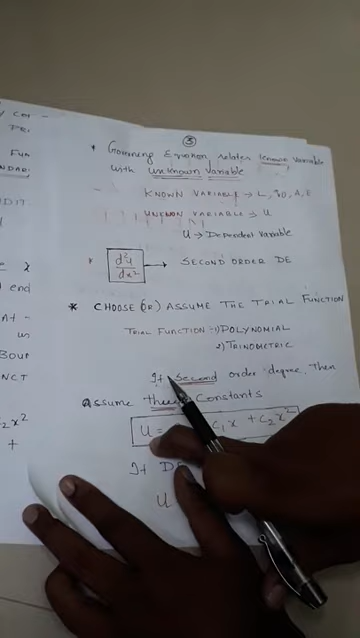 ③
* Governing Equation relates known variable
with unknown variable
KNOWN VARIABLE → L, A, E
UNKNOWN VARIABLE → U
U → Dependent variable
* d²u/dx² → SECOND ORDER DE
* CHOOSE (OR) ASSUME THE TRIAL FUNCTION
TRIAL FUNCTION → 1) POLYNOMIAL
2) TRINOMETRIC
If second order degree, then
Assume three constants
U = C₁x + C₂x²
If D
U